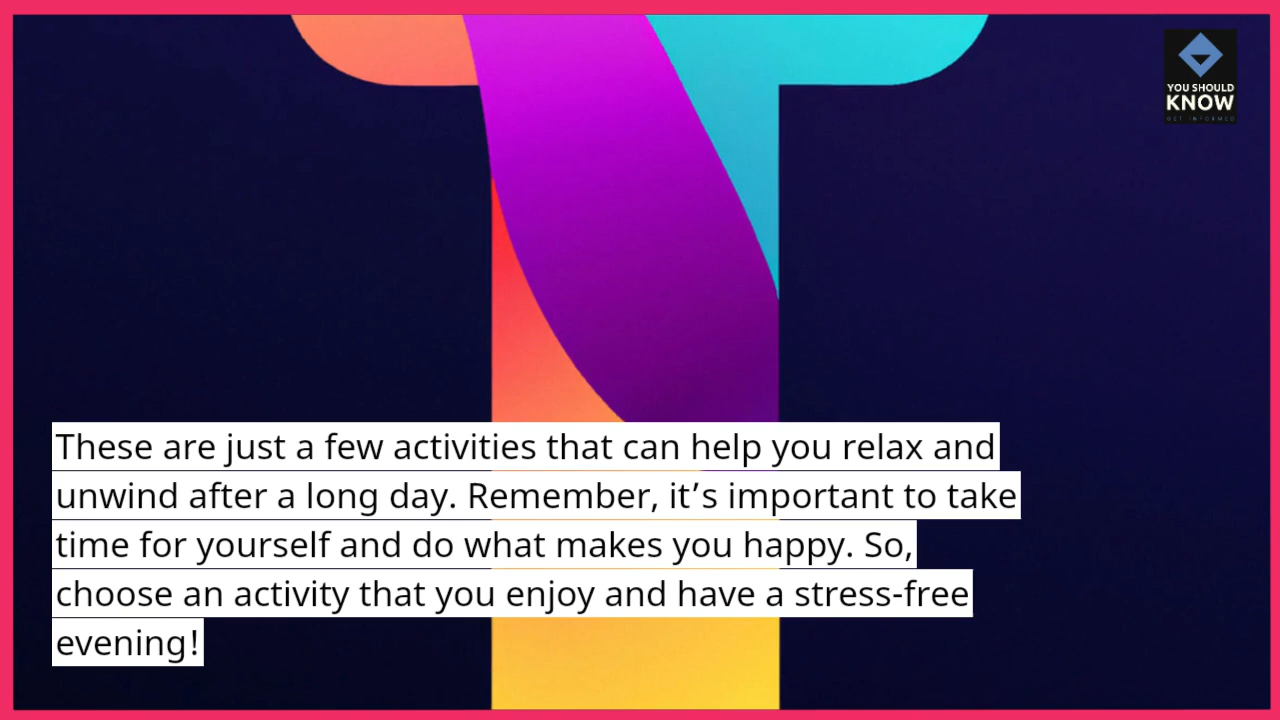 YOU SHOULD
KNOW
GET INFORMED
These are just a few activities that can help you relax and
unwind after a long day. Remember, it’s important to take
time for yourself and do what makes you happy. So,
choose an activity that you enjoy and have a stress-free
evening!